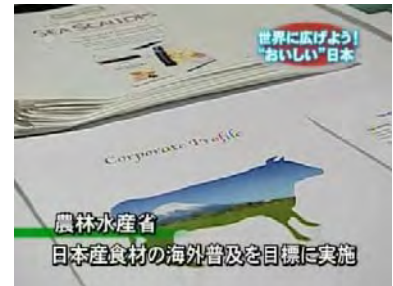 SEA SCALLOPS
世界に広げよう!
"おいしい"日本
Corporate Profile
農林水産省
日本産食材の海外普及を目標に実施